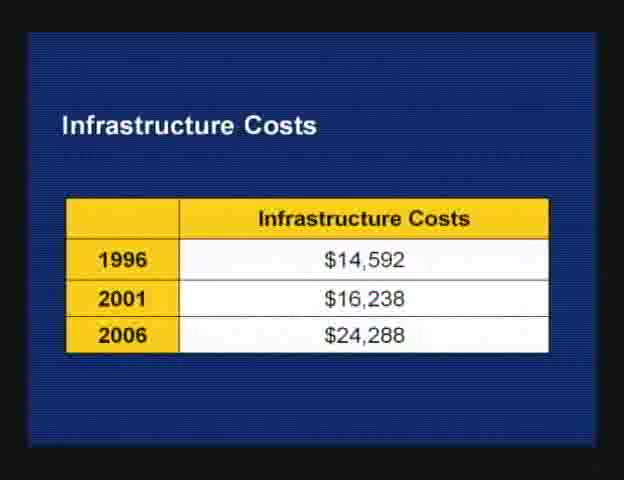 Infrastructure Costs
Infrastructure Costs
1996 $14,592
2001 $16,238
2006 $24,288